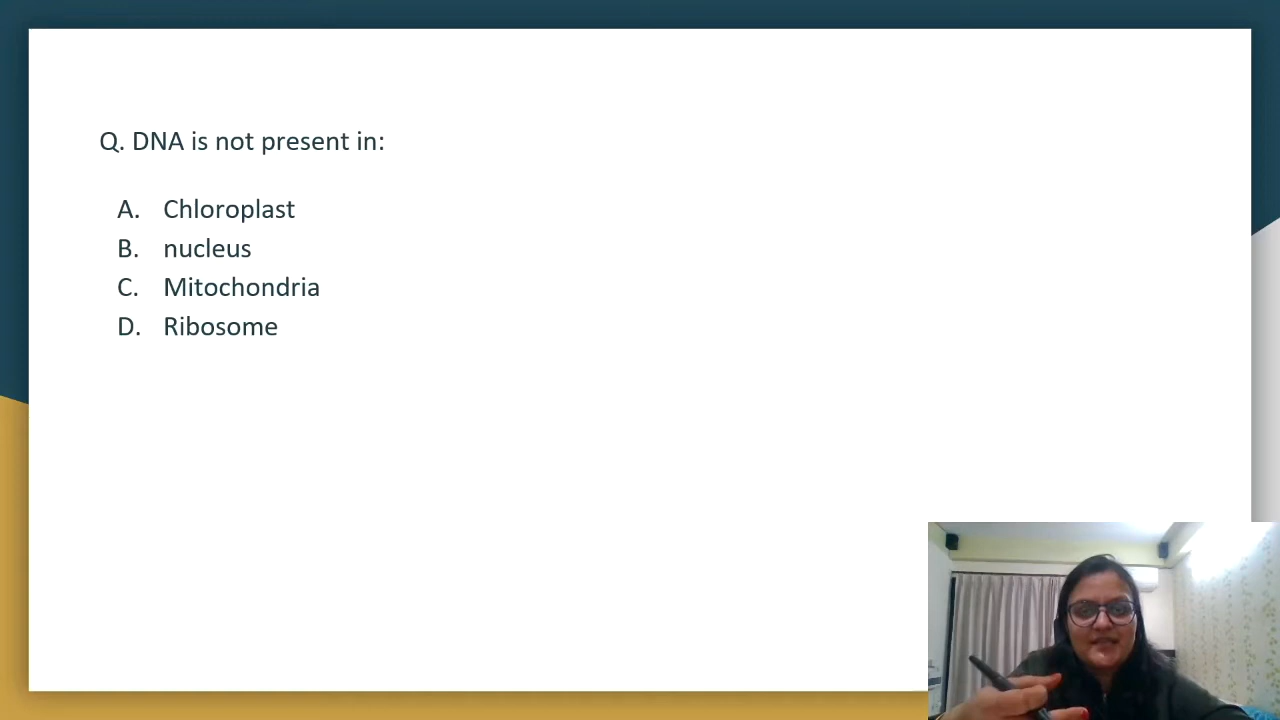 Q. DNA is not present in:
A. Chloroplast
B. nucleus
C. Mitochondria
D. Ribosome